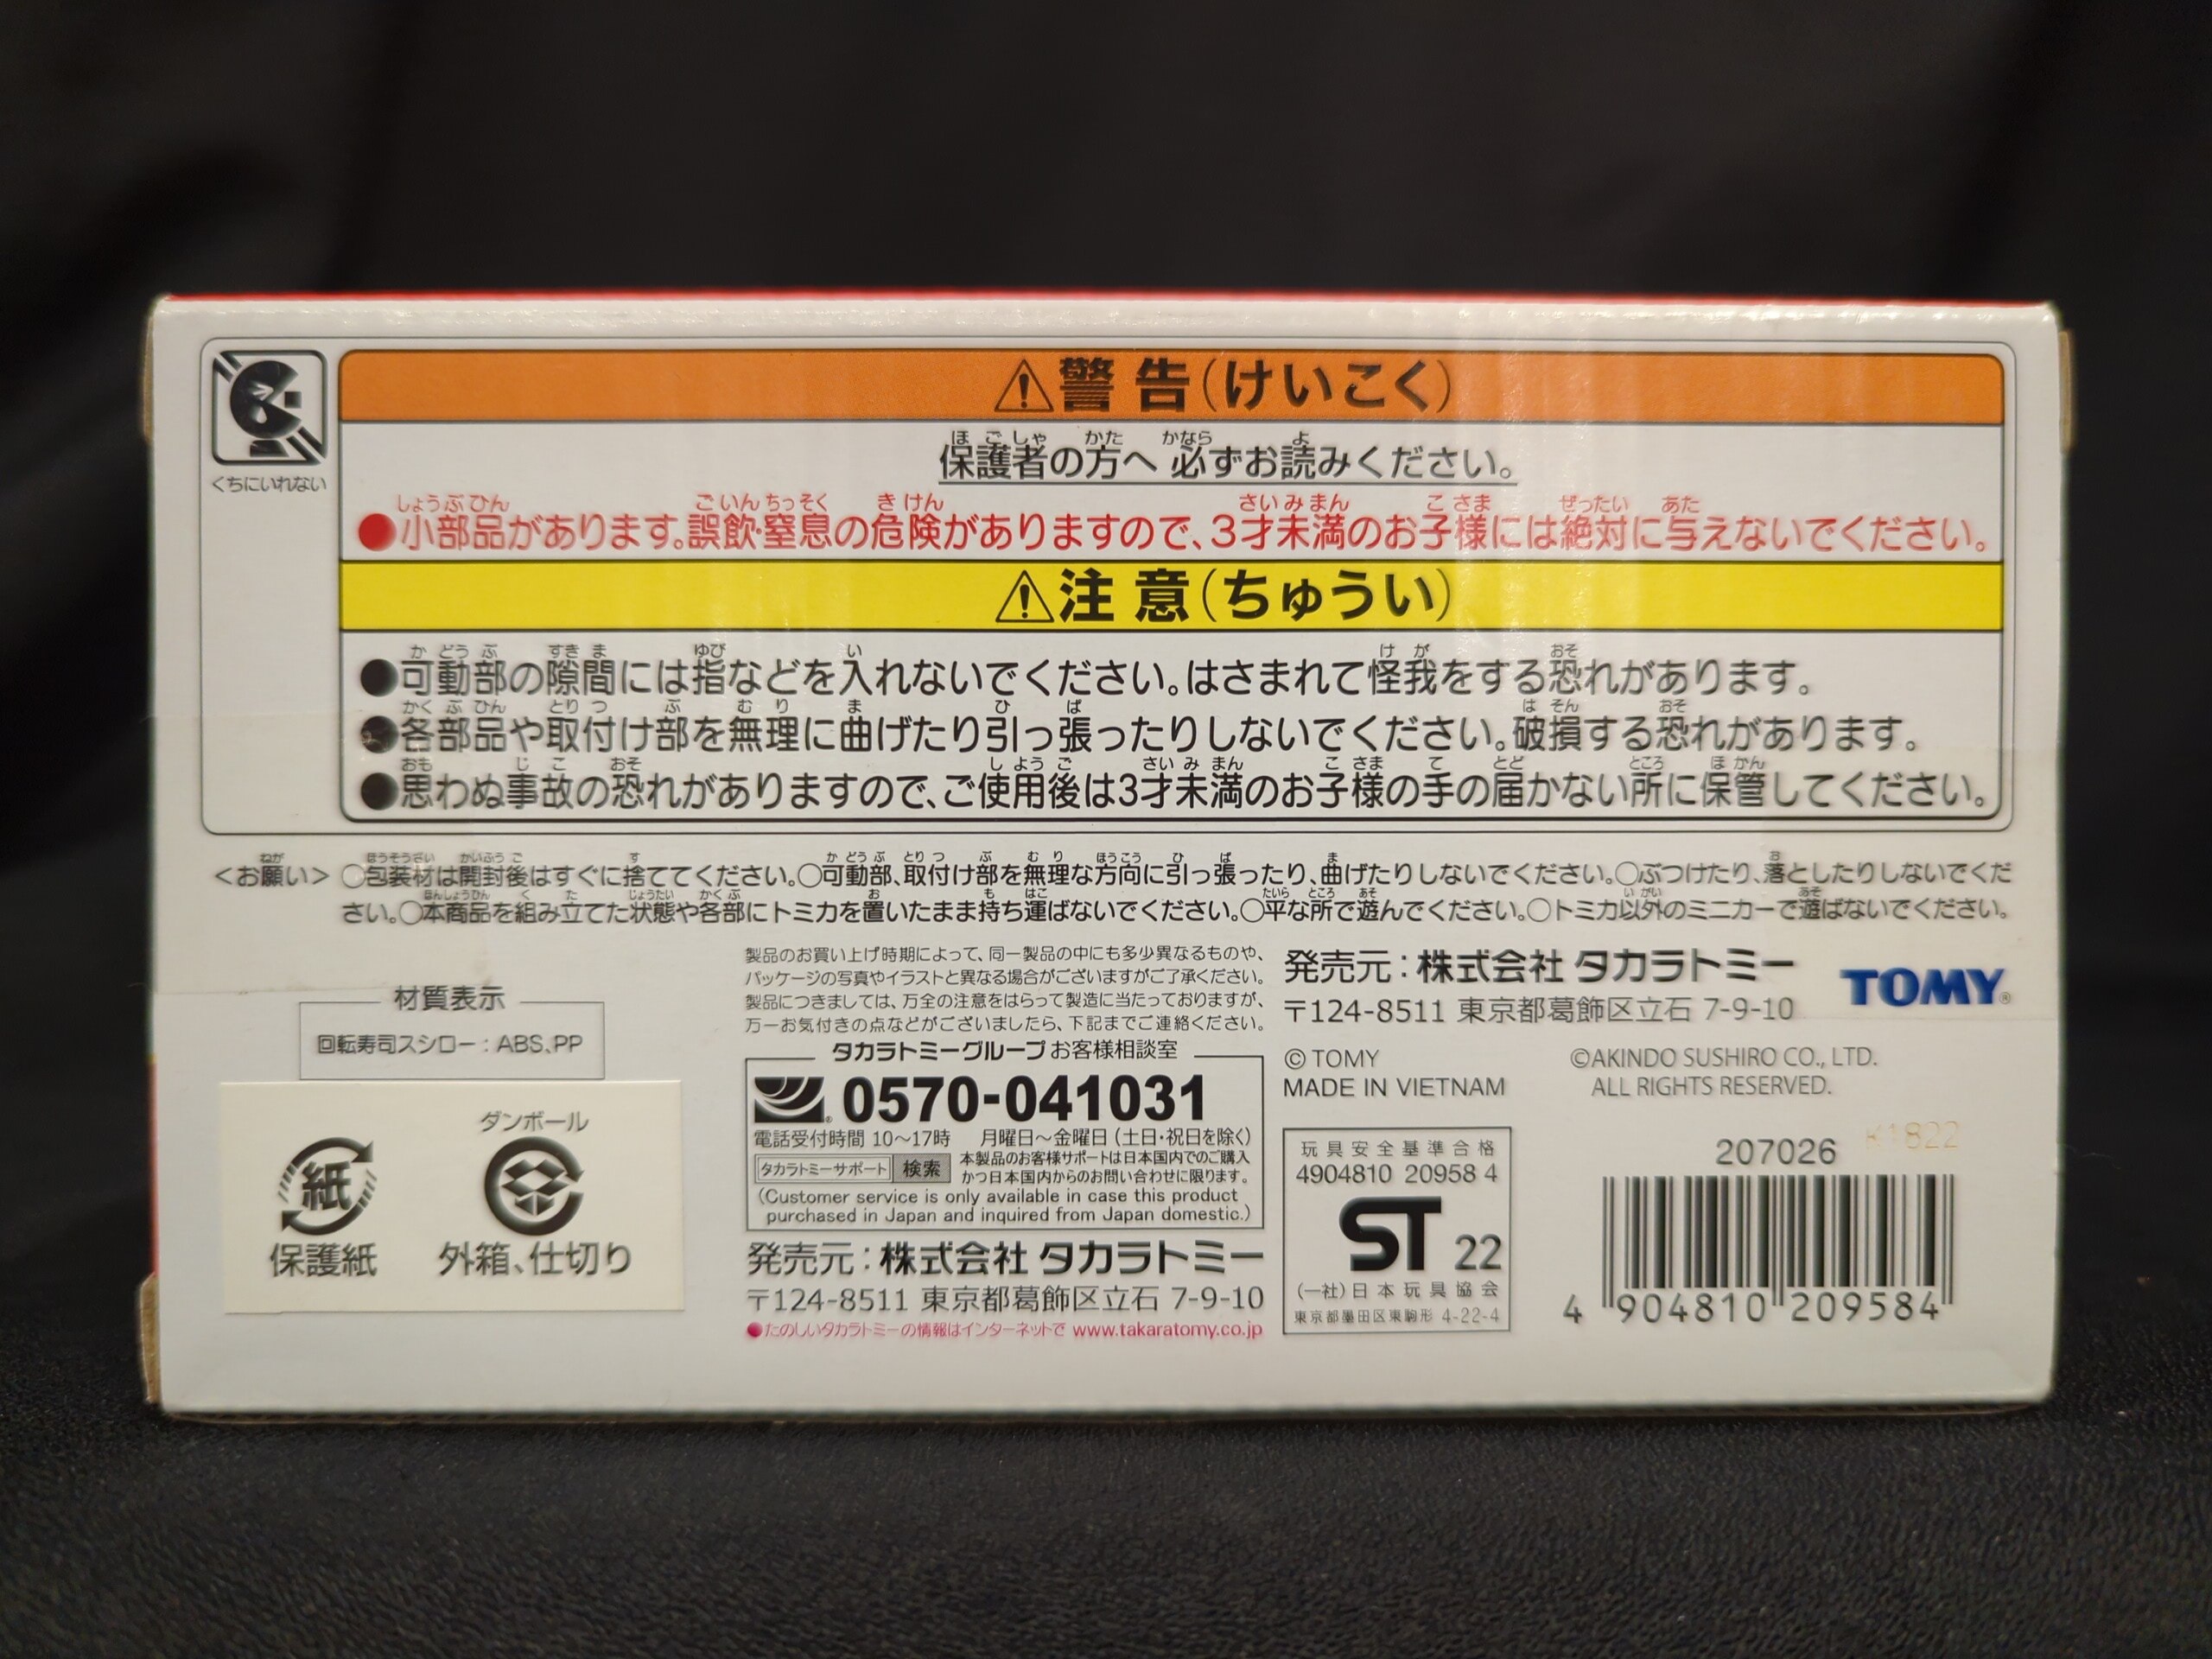 くちにいれない
⚠警告(けいこく)
保護者の方へ 必ずお読みください。
●小部品があります。誤飲・窒息の危険がありますので、3才未満のお子様には絶対に与えないでください。
⚠注意(ちゅうい)
●可動部の隙間には指などを入れないでください。はさまれて怪我をする恐れがあります。
●各部品や取付け部を無理に曲げたり引っ張ったりしないでください。破損する恐れがあります。
●思わぬ事故の恐れがありますので、ご使用後は3才未満のお子様の手の届かない所に保管してください。
<お願い> ○包装材は開封後はすぐに捨ててください。○可動部、取付け部を無理な方向に引っ張ったり、曲げたりしないでください。○ぶつけたり、落としたりしないでくだ
さい。○本商品を組み立てた状態や各部にトミカを置いたまま持ち運ばないでください。○平な所で遊んでください。○トミカ以外のミニカーで遊ばないでください。
材質表示
回転寿司スシロー:ABS、PP
ダンボール
紙
保護紙
外箱、仕切り
製品のお買い上げ時期によって、同一製品の中にも多少異なるものや、
パッケージの写真やイラストと異なる場合がございますがご了承ください。
製品につきましては、万全の注意をはらって製造に当たっておりますが、
万一お気付きの点などがございましたら、下記までご連絡ください。
タカラトミーグループお客様相談室
0570-041031
電話受付時間 10〜17時 月曜日〜金曜日(土日・祝日を除く)
タカラトミーサポート 検索
本製品のお客様サポートは日本国内でのご購入
かつ日本国内からのお問い合わせに限ります。
(Customer service is only available in case this product
purchased in Japan and inquired from Japan domestic.)
発売元:株式会社 タカラトミー
〒124-8511 東京都葛飾区立石 7-9-10
●たのしいタカラトミーの情報はインターネットで www.takaratomy.co.jp
発売元:株式会社 タカラトミー
〒124-8511 東京都葛飾区立石 7-9-10
TOMY®
© TOMY
MADE IN VIETNAM
©AKINDO SUSHIRO CO., LTD.
ALL RIGHTS RESERVED.
玩具安全基準合格
4904810 20958 4
ST 22
(一社)日本玩具協会
東京都墨田区東駒形 4-22-4
207026
K1822
4 904810 209584